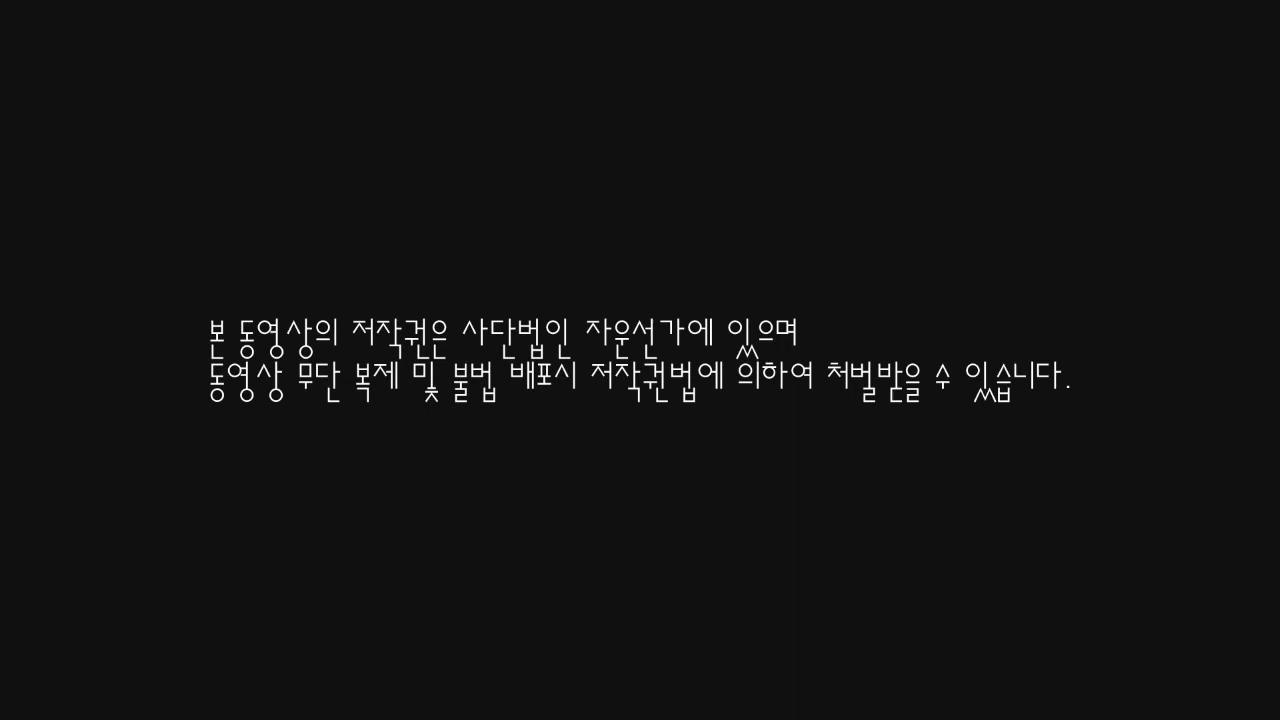 본 동영상의 저작권은 사단법인 자운선가에 있으며
동영상 무단 복제 및 불법 배포시 저작권법에 의하여 처벌받을 수 있습니다.